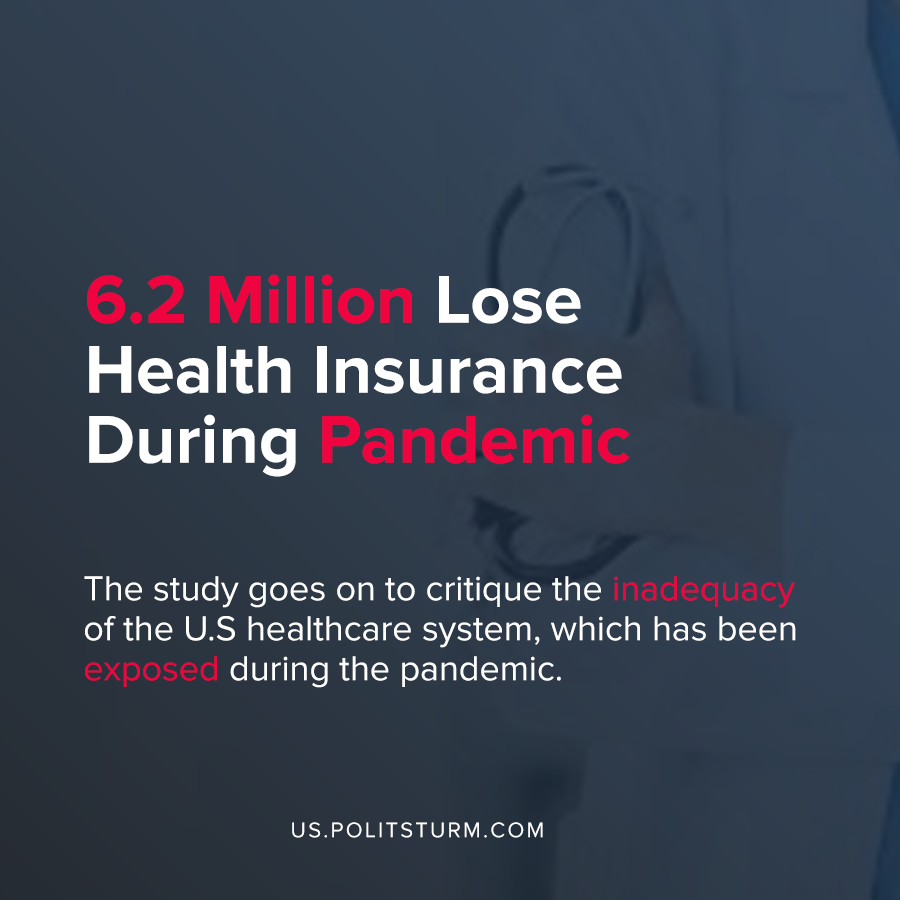 6.2 Million Lose
Health Insurance
During Pandemic
The study goes on to critique the inadequacy
of the U.S healthcare system, which has been
exposed during the pandemic.
US.POLITSTURM.COM